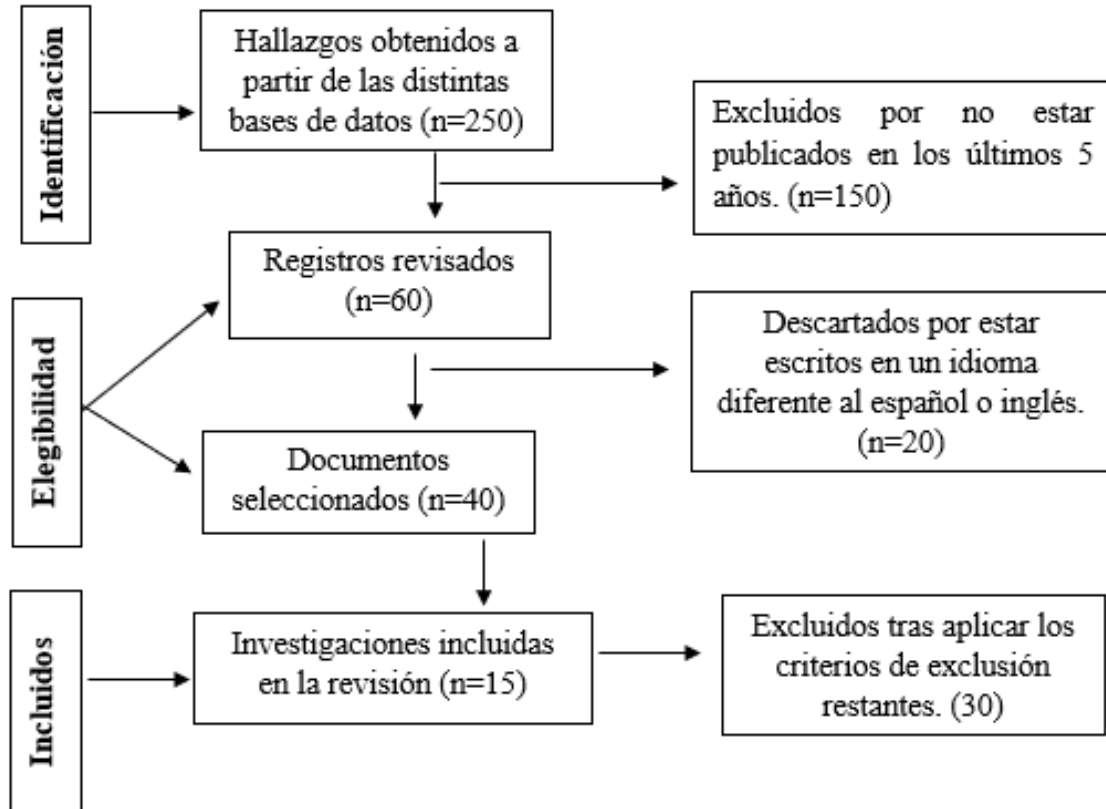 Identificación
Hallazgos obtenidos a
partir de las distintas
bases de datos (n=250)
Excluidos por no estar
publicados en los últimos 5
años. (n=150)
Registros revisados
(n=60)
Elegibilidad
Descartados por estar
escritos en un idioma
diferente al español o inglés.
(n=20)
Documentos
seleccionados (n=40)
Incluidos
Investigaciones incluidas
en la revisión (n=15)
Excluidos tras aplicar los
criterios de exclusión
restantes. (30)